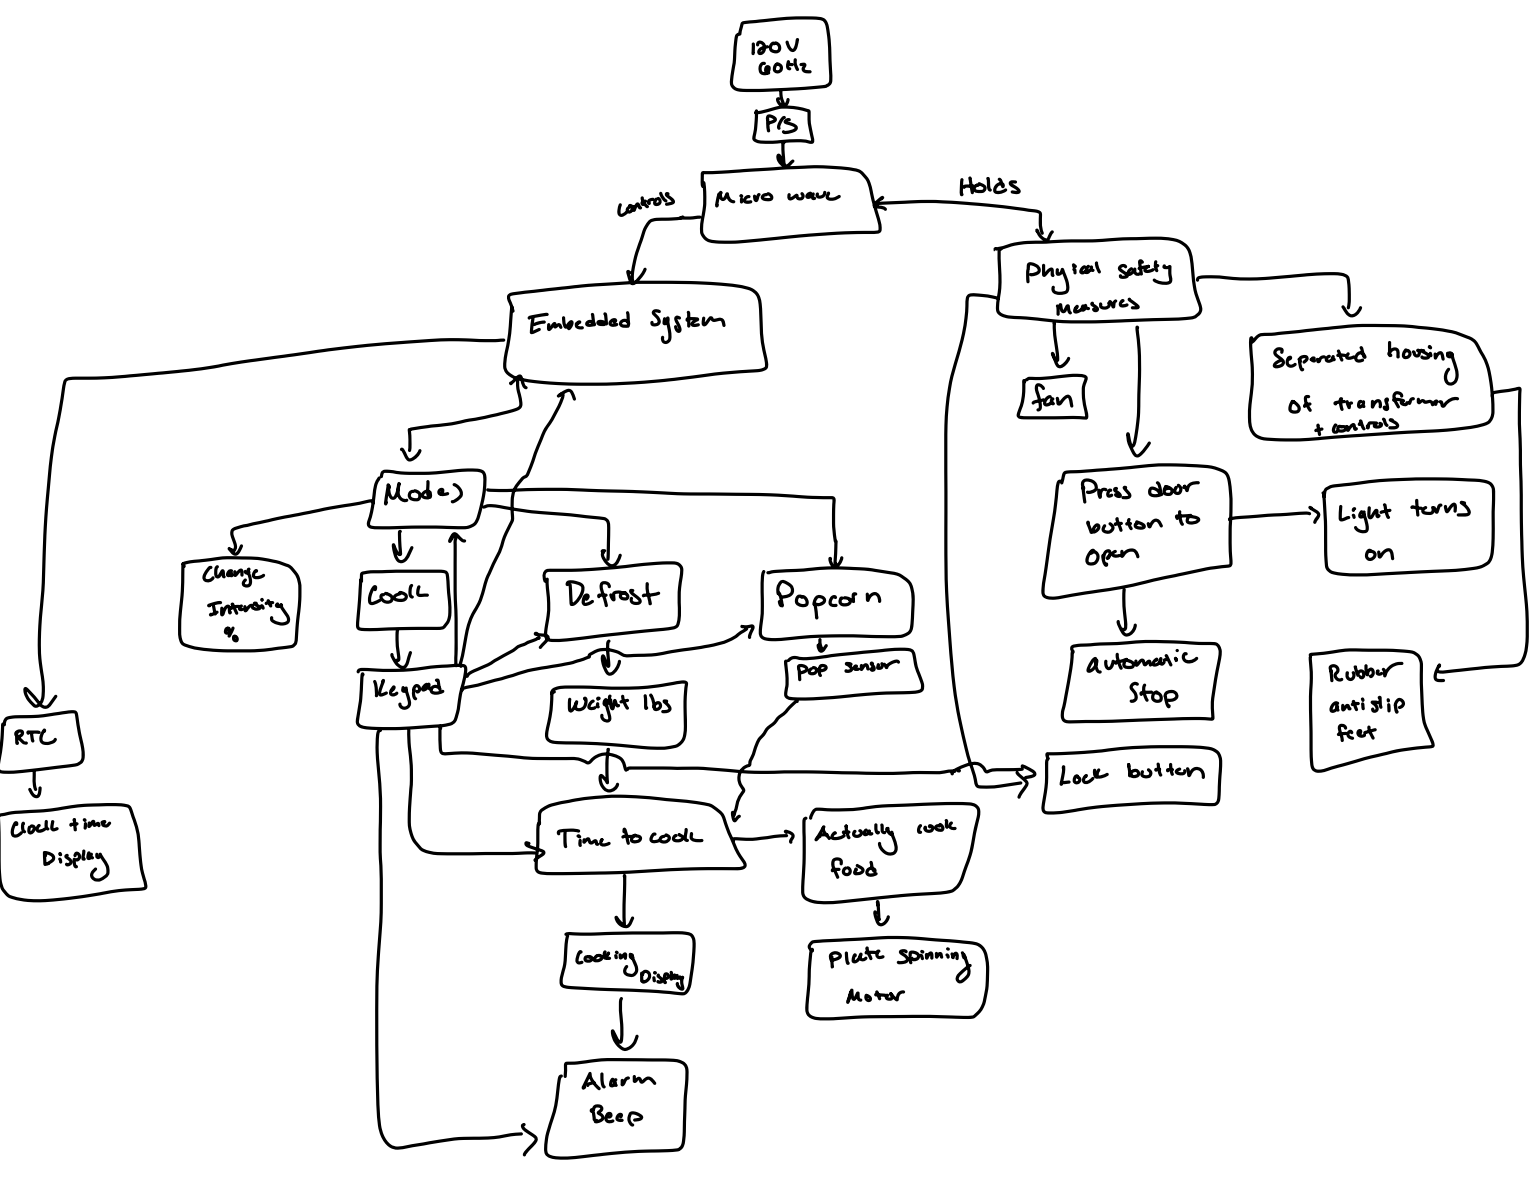 120V
60Hz
P/s
Micro wave
controls
Holds
Embedded System
Phyical safety
Measures
fan
Separated housing
of transformer
+ controls
Modes
Change
Intensity
%
Cook
Defrost
Popcorn
Press door
button to
open
Light turns
on
Keypad
Weight lbs
Pop sensor
automatic
Stop
Rubber
antislip
feet
RTC
Clock time
Display
Lock button
Time to cook
Actually cook
food
Cooking
Display
Plate spinning
Motor
Alarm
Beep